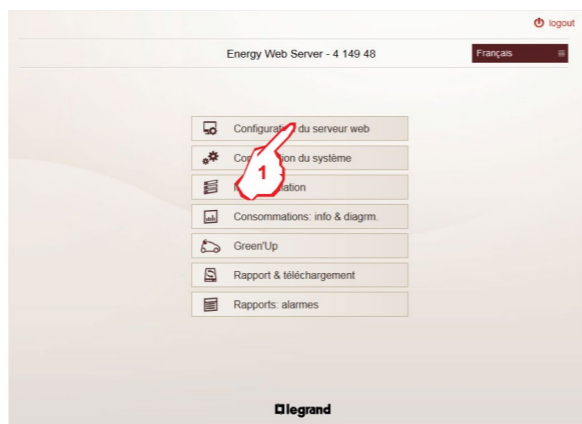 logout
Energy Web Server - 4 149 48
Français
Configuration du serveur web
du système
1
Consommations: info & diagrm.
Green'Up
Rapport & téléchargement
Rapports: alarmes
legrand